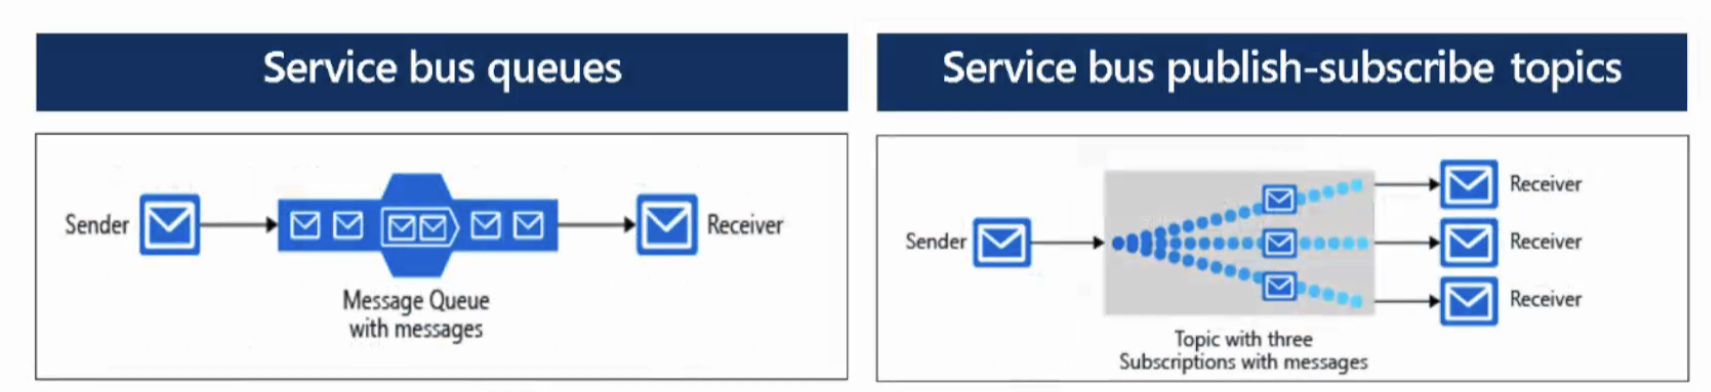 Service bus queues
Sender
Receiver
Message Queue
with messages
Service bus publish-subscribe topics
Sender
Receiver
Receiver
Receiver
Topic with three
Subscriptions with messages